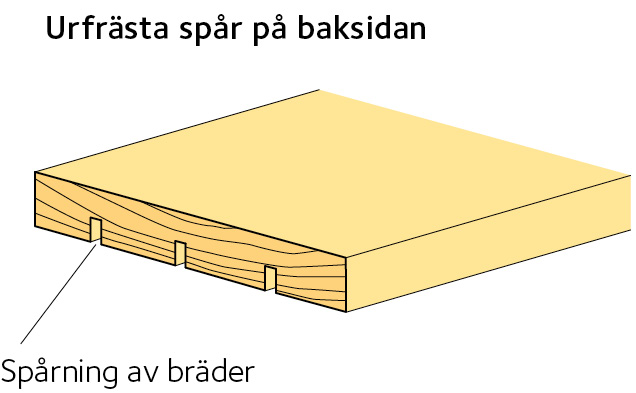 Urfrästa spår på baksidan
Spårning av bräder